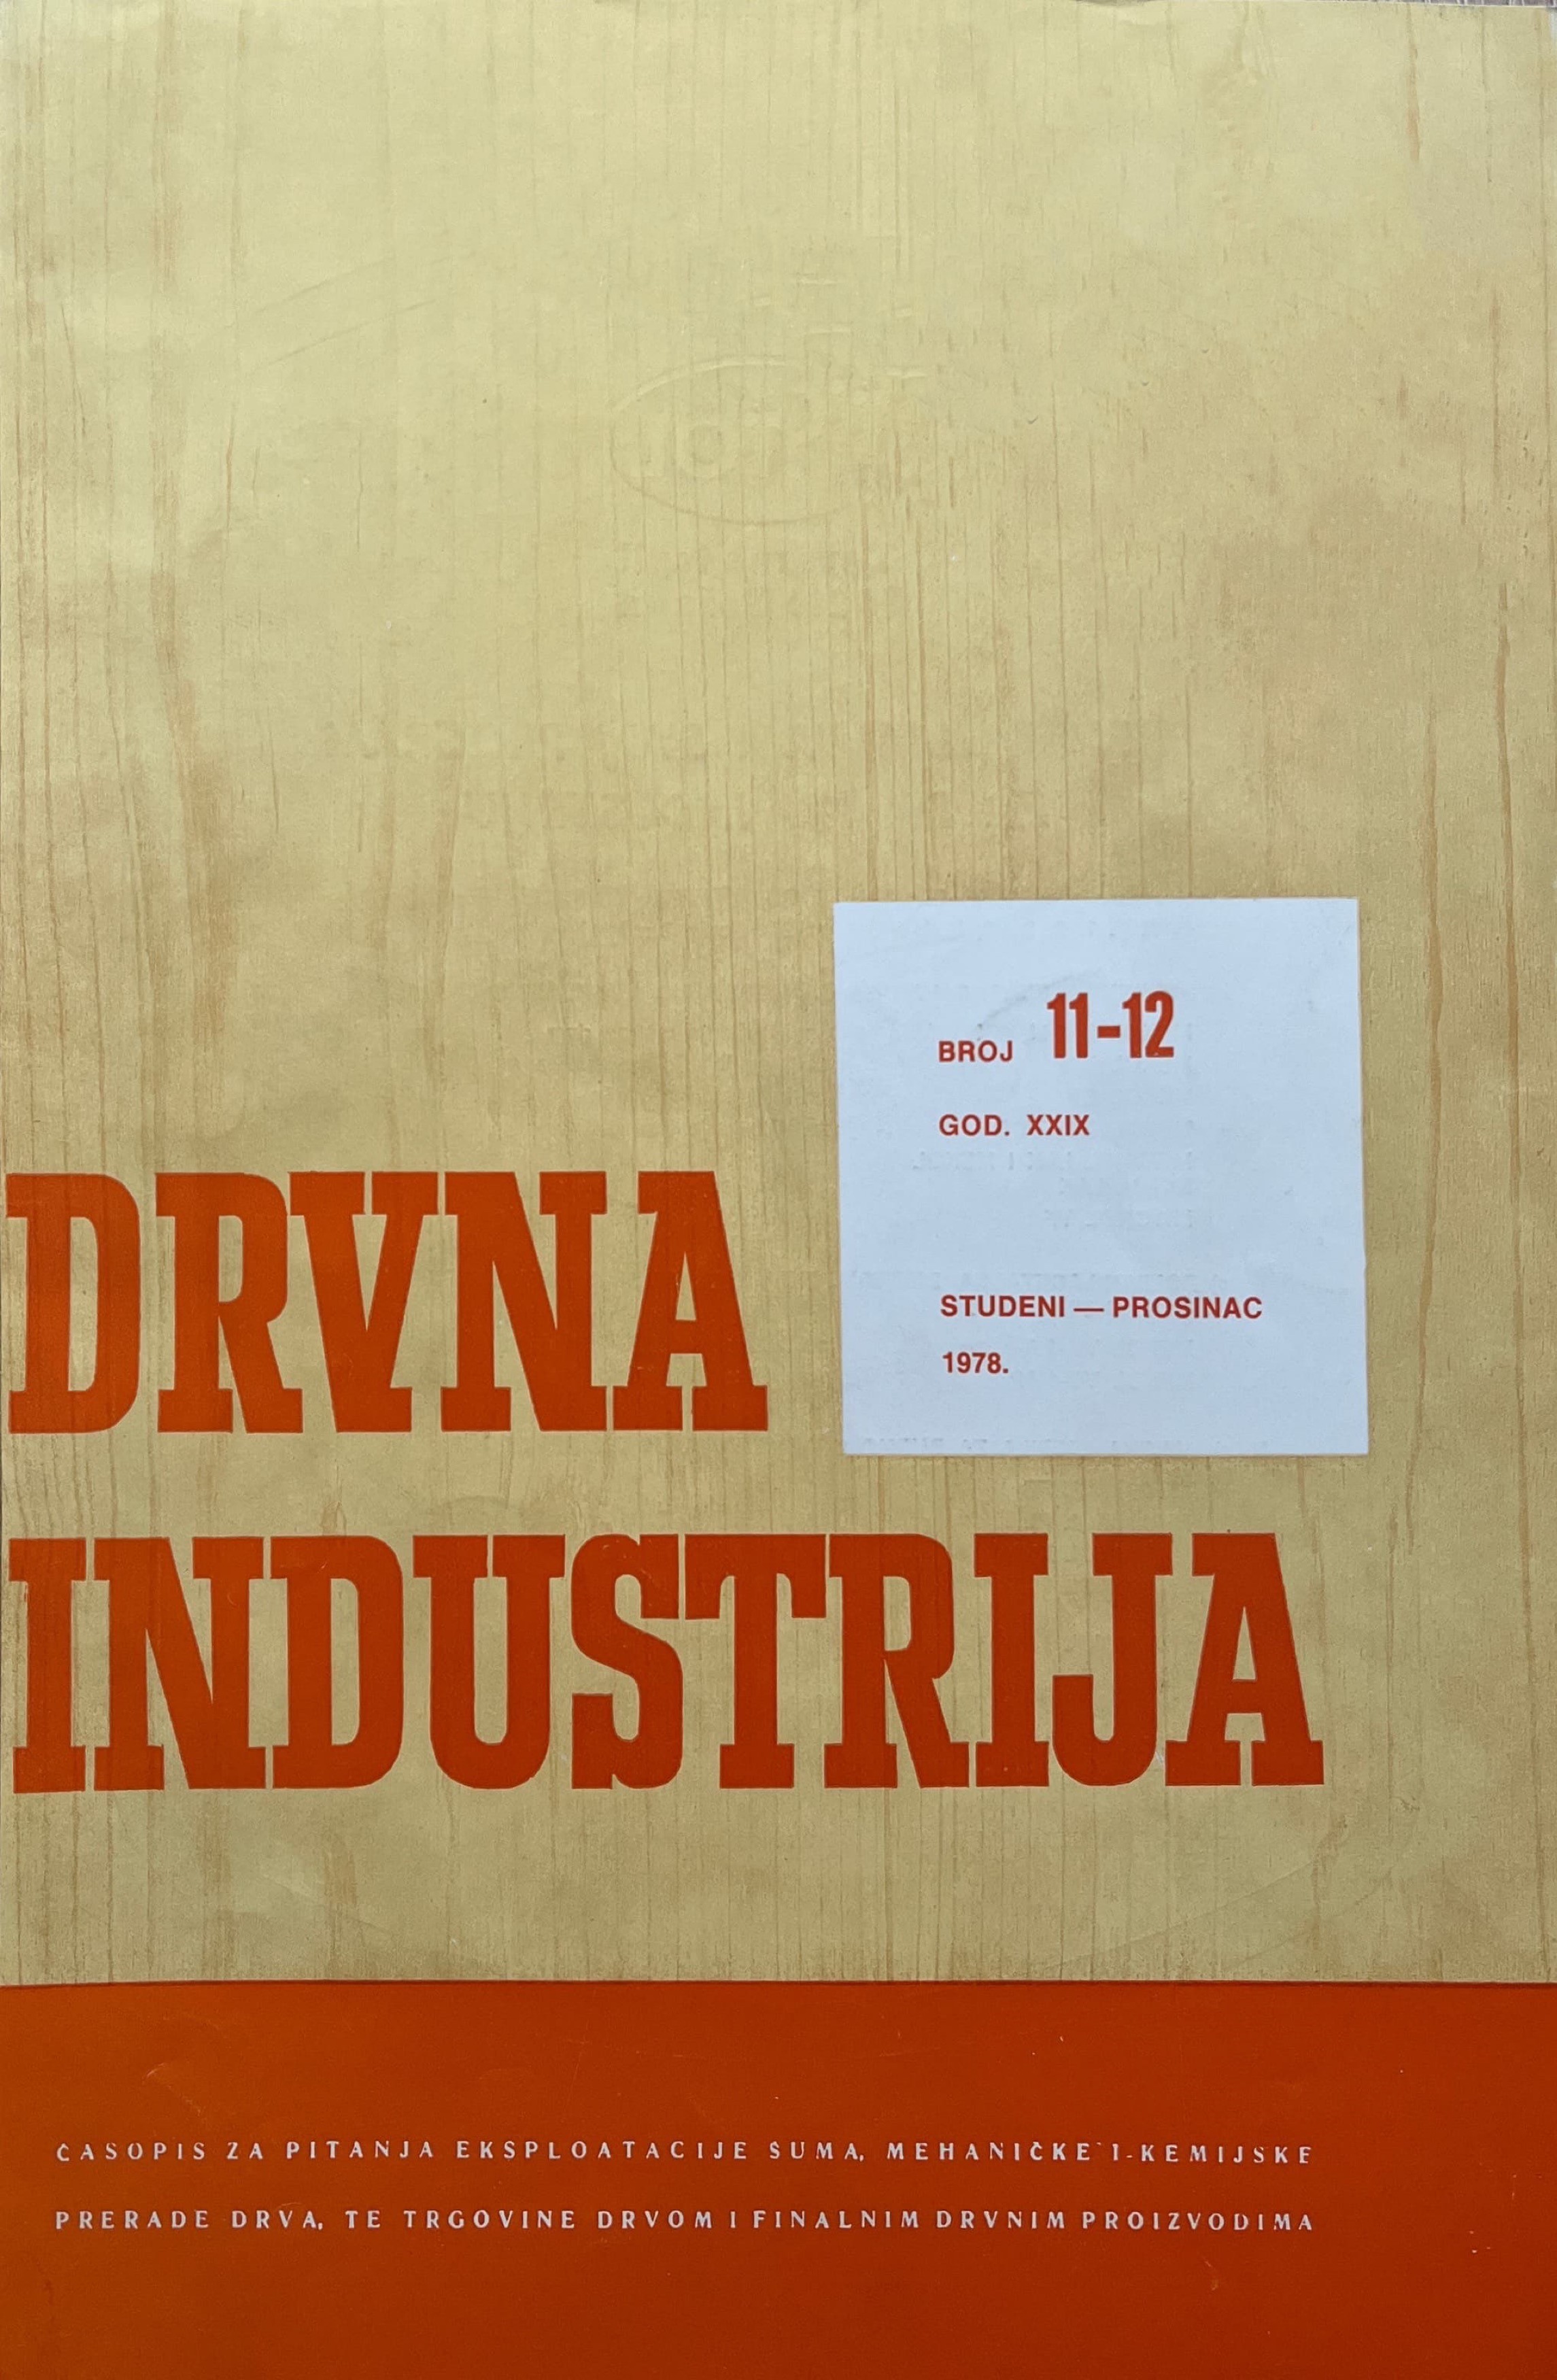 BROJ 11-12
GOD. XXIX
STUDENI — PROSINAC
1978.
DRVNA
INDUSTRIJA
ČASOPIS ZA PITANJA EKSPLOATACIJE ŠUMA, MEHANIČKE I KEMIJSKE
PRERADE DRVA, TE TRGOVINE DRVOM I FINALNIM DRVNIM PROIZVODIMA